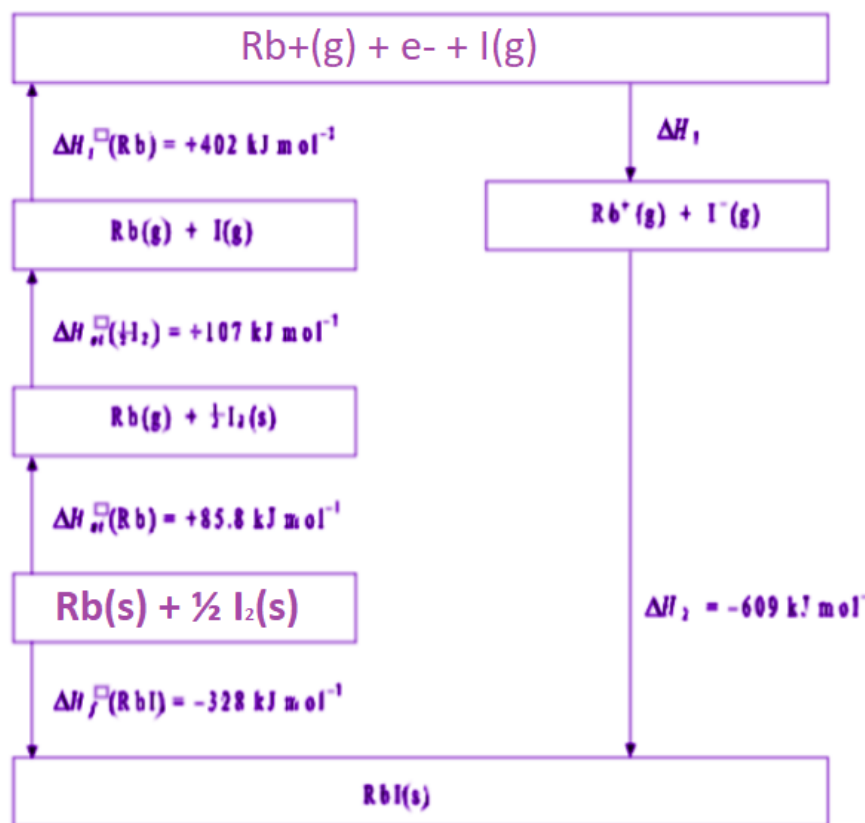 Rb+(g) + e- + I(g)
ΔH₁□(Rb) = +402 kJ mol⁻¹
ΔH₁
Rb(g) + I(g)
Rb⁺(g) + I⁻(g)
ΔHat□(½I₂) = +107 kJ mol⁻¹
Rb(g) + ½I₂(s)
ΔHat□(Rb) = +85.8 kJ mol⁻¹
Rb(s) + ½ I₂(s)
ΔH₂ = -609 kJ mol⁻
ΔHf□(RbI) = -328 kJ mol⁻¹
RbI(s)